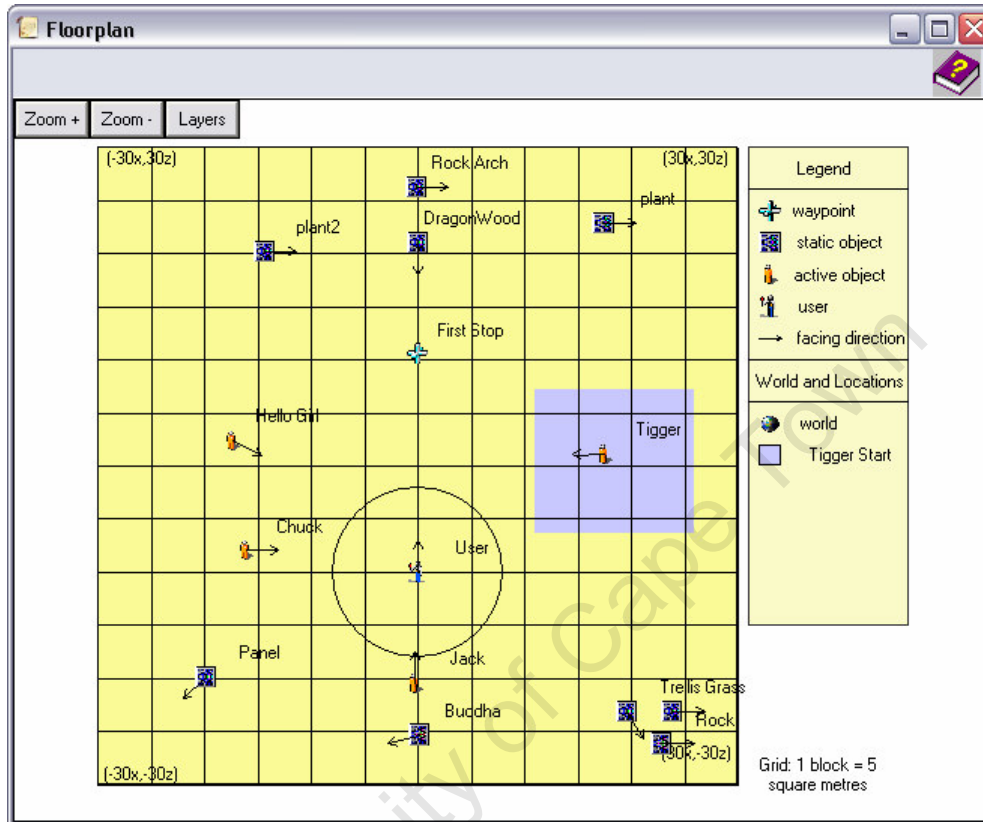 Floorplan
Zoom +
Zoom -
Layers
(-30x,30z)
(30x,30z)
Rock Arch
plant
DragonWood
plant2
First Stop
Hello Girl
Tigger
Chuck
User
Panel
Jack
Trellis Grass
Buddha
Rock
(30x,-30z)
(-30x,-30z)
Legend
waypoint
static object
active object
user
facing direction
World and Locations
world
Tigger Start
Grid: 1 block = 5
square metres
ity of Cape Town